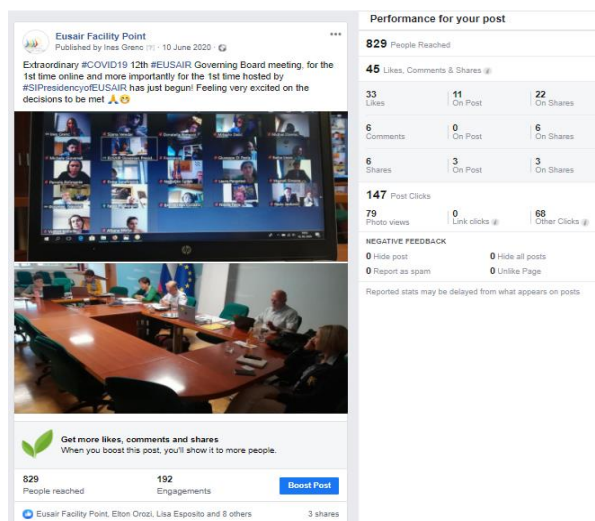 Eusair Facility Point
Published by Ines Grenc [?] · 10 June 2020 ·
Extraordinary #COVID19 12th #EUSAIR Governing Board meeting, for the
1st time online and more importantly for the 1st time hosted by
#SIPresidencyofEUSAIR has just begun! Feeling very excited on the
decisions to be met 🙏😁
hp
Get more likes, comments and shares
When you boost this post, you'll show it to more people.
829
People reached
192
Engagements
Boost Post
Eusair Facility Point, Elton Orozi, Lisa Esposito and 8 others
3 shares
Performance for your post
829 People Reached
45 Likes, Comments & Shares
33
Likes
11
On Post
22
On Shares
6
Comments
0
On Post
6
On Shares
6
Shares
3
On Post
3
On Shares
147 Post Clicks
79
Photo views
0
Link clicks
68
Other Clicks
NEGATIVE FEEDBACK
0 Hide post
0 Hide all posts
0 Report as spam
0 Unlike Page
Reported stats may be delayed from what appears on posts